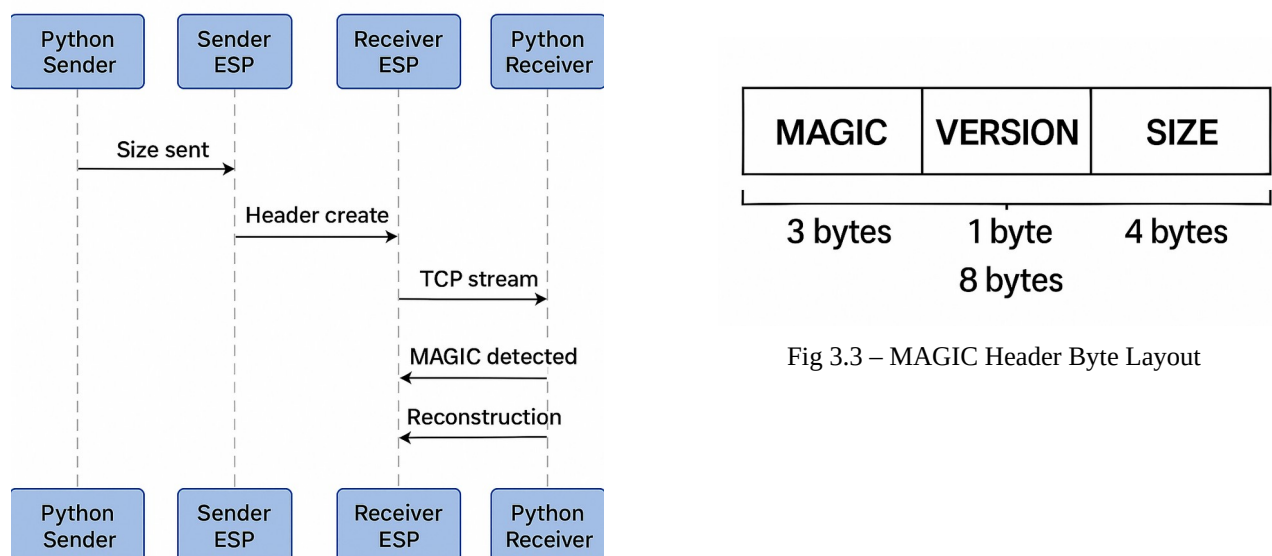 Python
Sender
Sender
ESP
Receiver
ESP
Python
Receiver
Size sent
Header create
TCP stream
MAGIC detected
Reconstruction
Python
Sender
Sender
ESP
Receiver
ESP
Python
Receiver
MAGIC VERSION SIZE
3 bytes 1 byte 4 bytes
8 bytes
Fig 3.3 – MAGIC Header Byte Layout